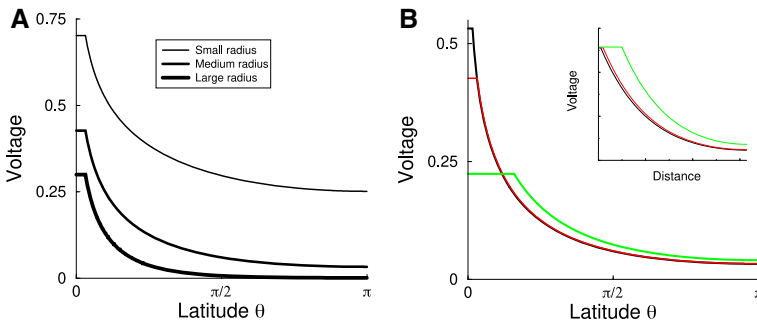 A
0.75
0.5
0.25
0
Voltage
Small radius
Medium radius
Large radius
0
π/2
π
Latitude θ
B
0.5
0.25
0
Voltage
Voltage
Distance
0
π/2
π
Latitude θ